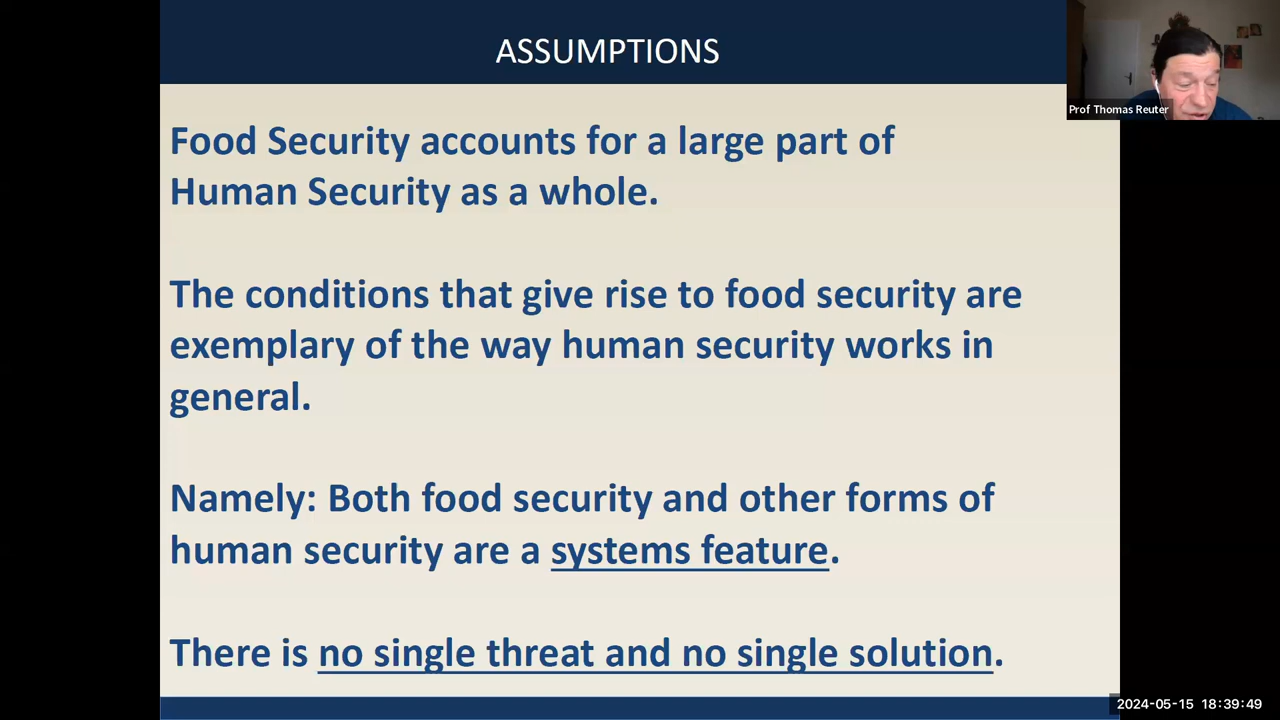 ASSUMPTIONS
Prof Thomas Reuter
Food Security accounts for a large part of
Human Security as a whole.
The conditions that give rise to food security are
exemplary of the way human security works in
general.
Namely: Both food security and other forms of
human security are a systems feature.
There is no single threat and no single solution.
2024-05-15 18:39:49